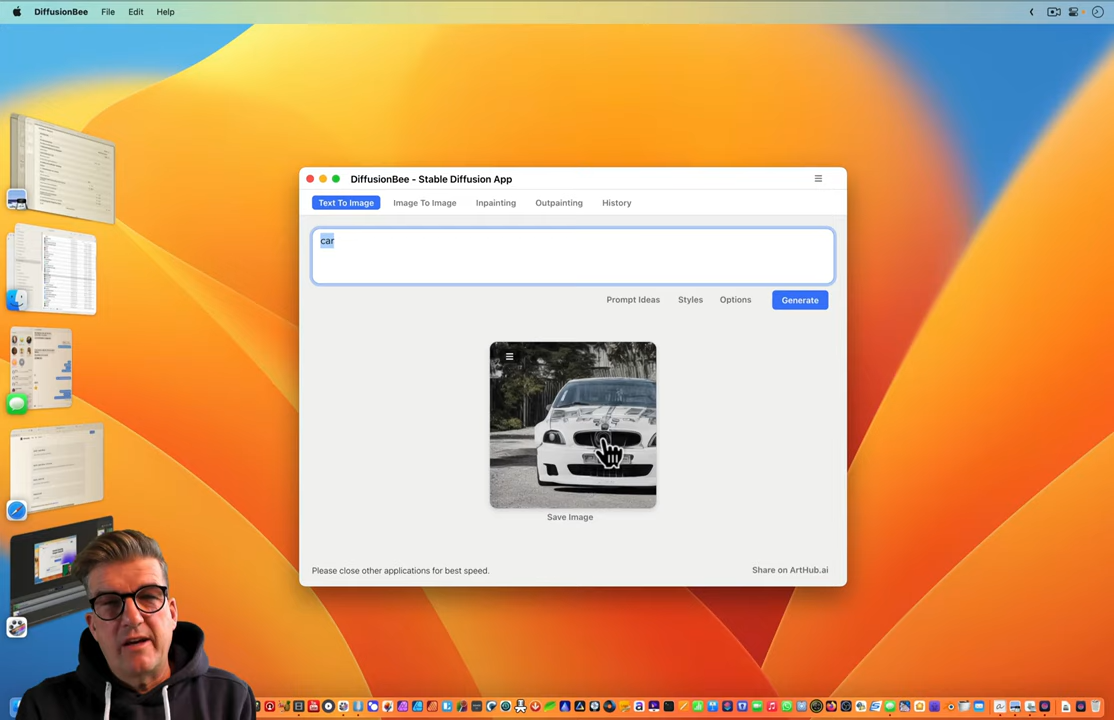 DiffusionBee File Edit Help
DiffusionBee - Stable Diffusion App
Text To Image Image To Image Inpainting Outpainting History
car
Prompt Ideas Styles Options Generate
Save Image
Please close other applications for best speed. Share on ArtHub.ai